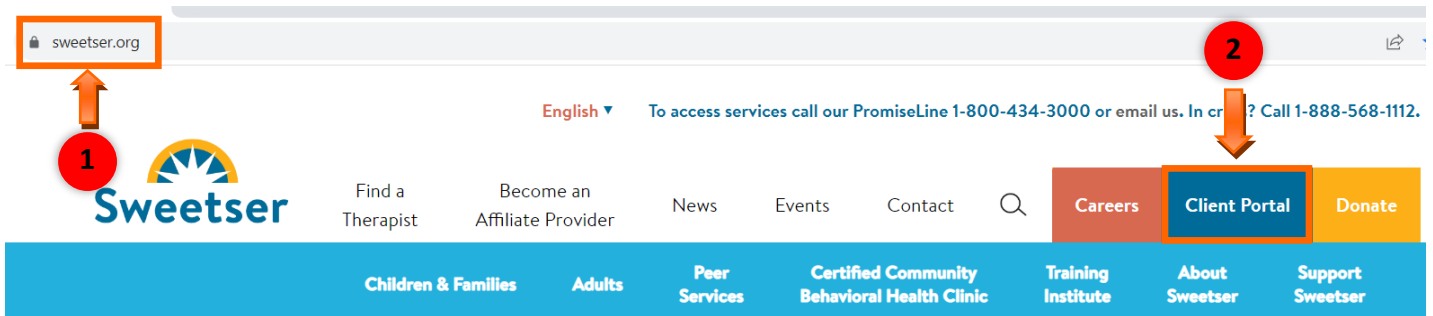 sweetser.org
2
English ▼ To access services call our PromiseLine 1-800-434-3000 or email us. In cr ? Call 1-888-568-1112.
1
Sweetser
Find a
Therapist
Become an
Affiliate Provider
News
Events
Contact
Careers
Client Portal
Donate
Children & Families
Adults
Peer
Services
Certified Community
Behavioral Health Clinic
Training
Institute
About
Sweetser
Support
Sweetser